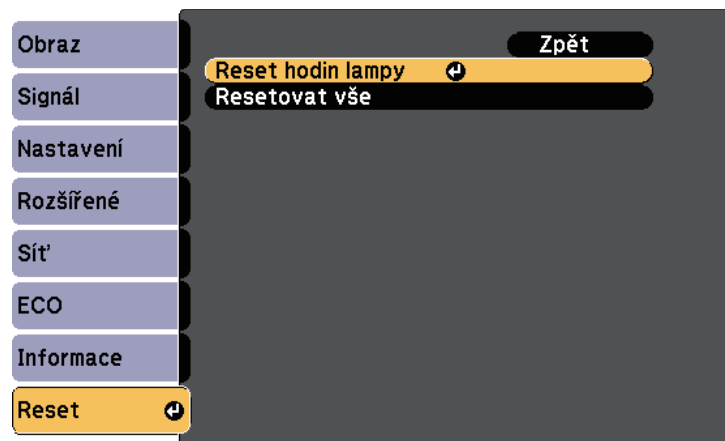 Obraz
Signál
Nastavení
Rozšířené
Síť
ECO
Informace
Reset
Zpět
Reset hodin lampy
Resetovat vše